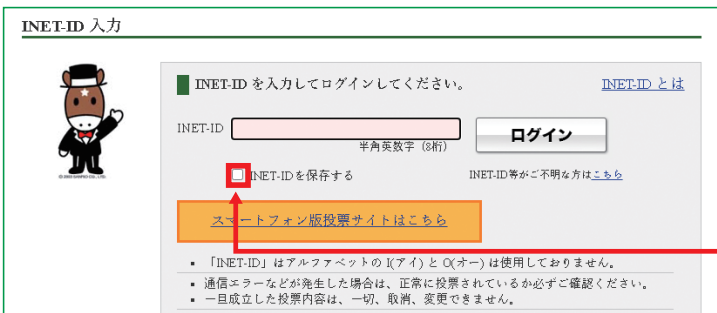 INET-ID 入力
INET-ID を入力してログインしてください。
INET-ID とは
INET-ID
ログイン
半角英数字 (8桁)
INET-IDを保存する
INET-ID等がご不明な方はこちら
スマートフォン版投票サイトはこちら
• 「INET-ID」はアルファベットの I(アイ) と O(オー) は使用しておりません。
• 通信エラーなどが発生した場合は、正常に投票されているか必ずご確認ください。
• 一旦成立した投票内容は、一切、取消、変更できません。